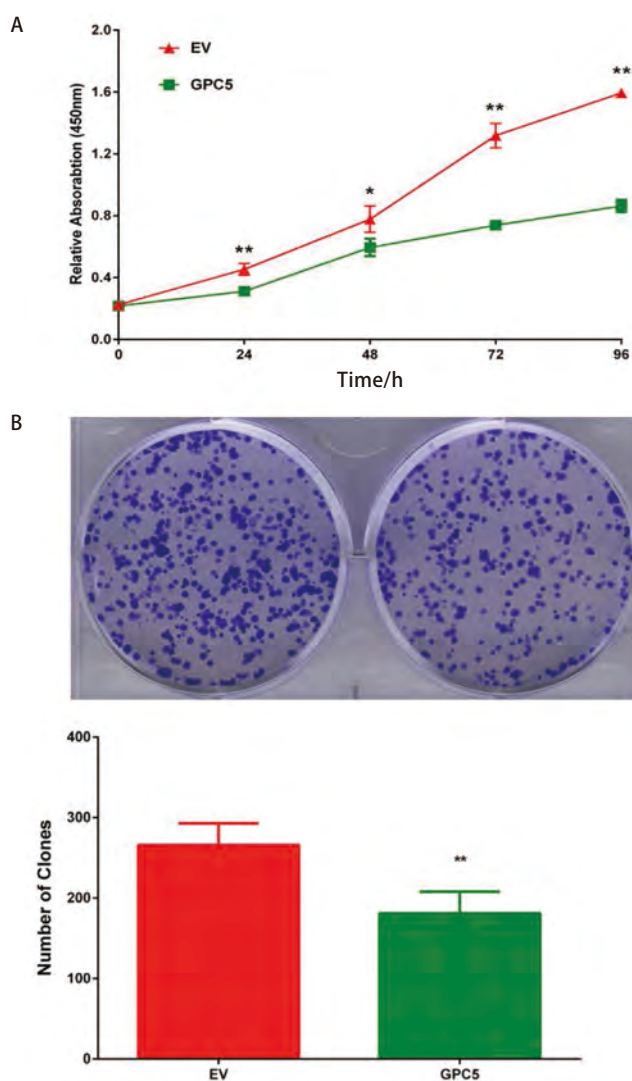 A
EV
GPC5
Relative Absorabtion (450nm)
2.0
1.6
1.2
0.8
0.4
0.0
**
*
**
**
0
24
48
72
96
Time/h
B
Number of Clones
400
300
200
100
0
**
EV
GPC5